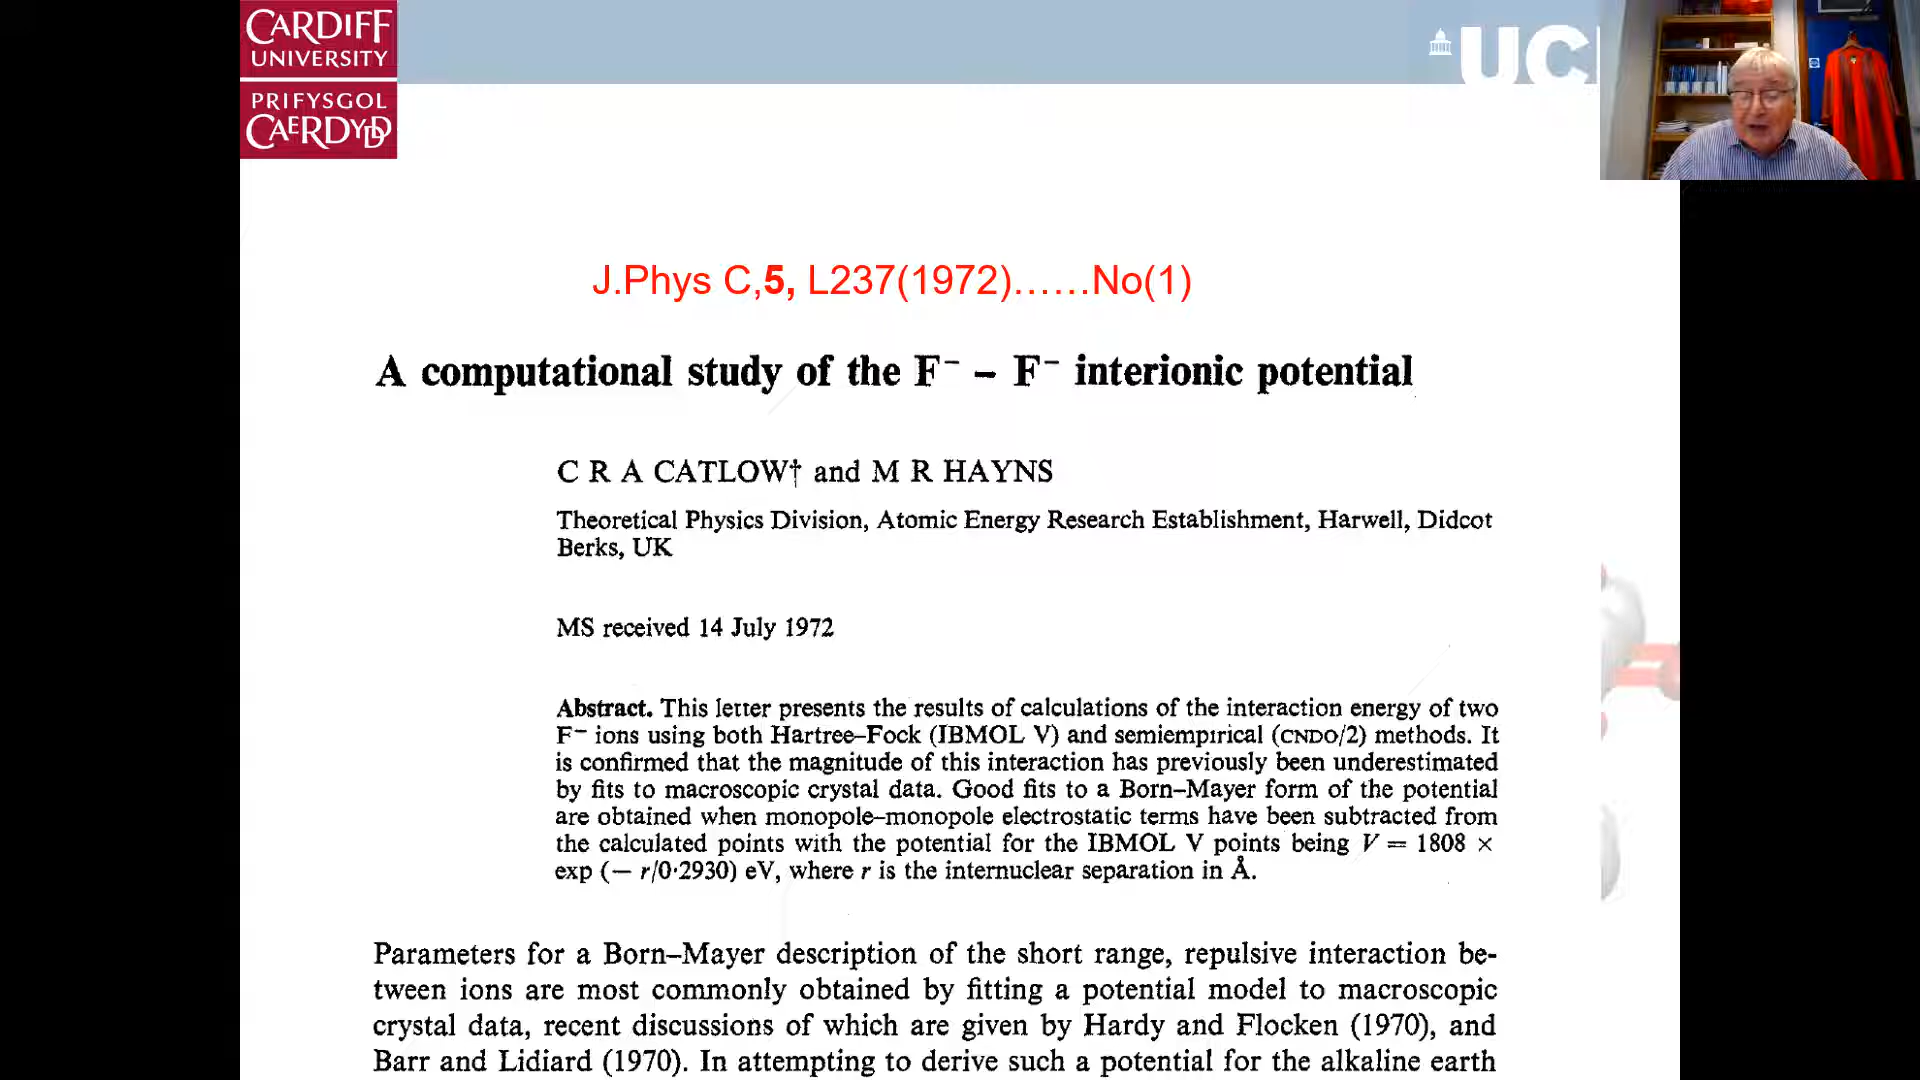 CARDIFF
UNIVERSITY
PRIFYSGOL
CAERDYDD
UC
J.Phys C,5, L237(1972)......No(1)
A computational study of the F⁻ – F⁻ interionic potential
C R A CATLOW† and M R HAYNS
Theoretical Physics Division, Atomic Energy Research Establishment, Harwell, Didcot
Berks, UK
MS received 14 July 1972
Abstract. This letter presents the results of calculations of the interaction energy of two
F⁻ ions using both Hartree–Fock (IBMOL V) and semiempirical (CNDO/2) methods. It
is confirmed that the magnitude of this interaction has previously been underestimated
by fits to macroscopic crystal data. Good fits to a Born–Mayer form of the potential
are obtained when monopole–monopole electrostatic terms have been subtracted from
the calculated points with the potential for the IBMOL V points being V = 1808 ×
exp (− r/0·2930) eV, where r is the internuclear separation in Å.
Parameters for a Born–Mayer description of the short range, repulsive interaction be-
tween ions are most commonly obtained by fitting a potential model to macroscopic
crystal data, recent discussions of which are given by Hardy and Flocken (1970), and
Barr and Lidiard (1970). In attempting to derive such a potential for the alkaline earth